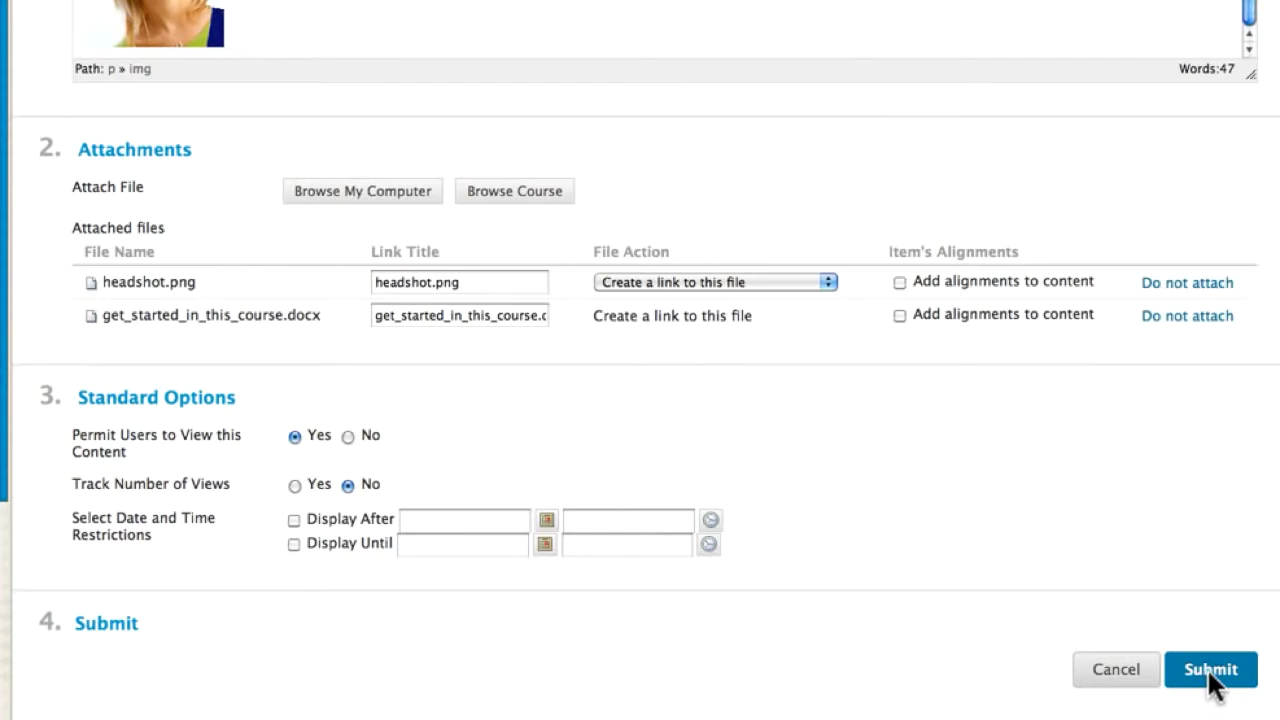 Path: p » img Words:47
2. Attachments
Attach File Browse My Computer Browse Course
Attached files
File Name Link Title File Action Item's Alignments
headshot.png headshot.png Create a link to this file Add alignments to content Do not attach
get_started_in_this_course.docx get_started_in_this_course.c Create a link to this file Add alignments to content Do not attach
3. Standard Options
Permit Users to View this Yes No
Content
Track Number of Views Yes No
Select Date and Time Display After
Restrictions Display Until
4. Submit
Cancel Submit